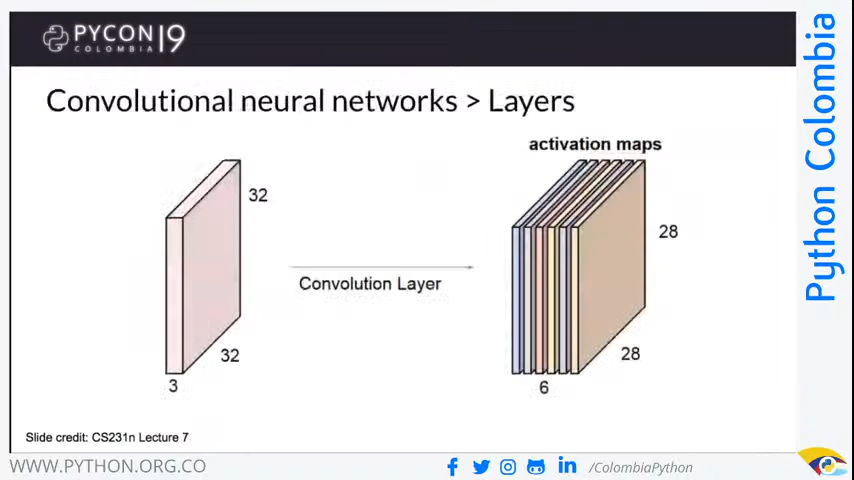 PYCON 19
COLOMBIA
Convolutional neural networks > Layers
activation maps
32
28
Convolution Layer
32
28
3
6
Slide credit: CS231n Lecture 7
WWW.PYTHON.ORG.CO
/ColombiaPython
Python Colombia